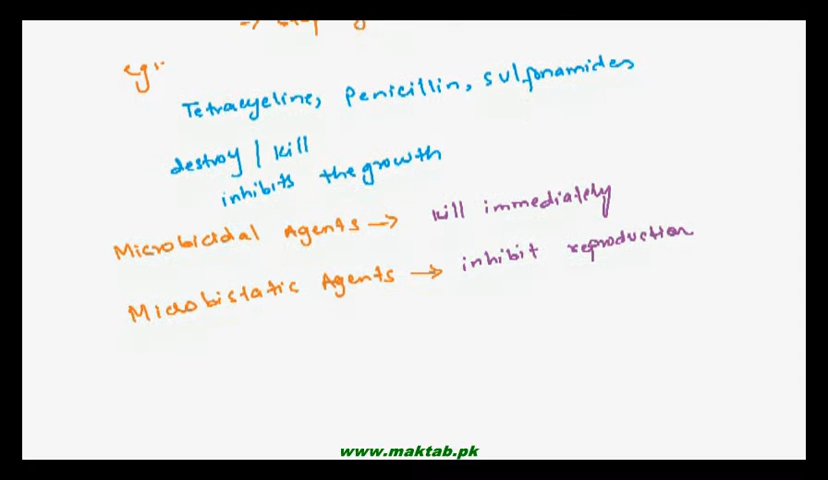 eg:-
Tetracycline, Penicillin, sulfonamides
destroy / kill
inhibits the growth
Microbicidal Agents → kill immediately
Microbistatic Agents → inhibit reproduction
www.maktab.pk